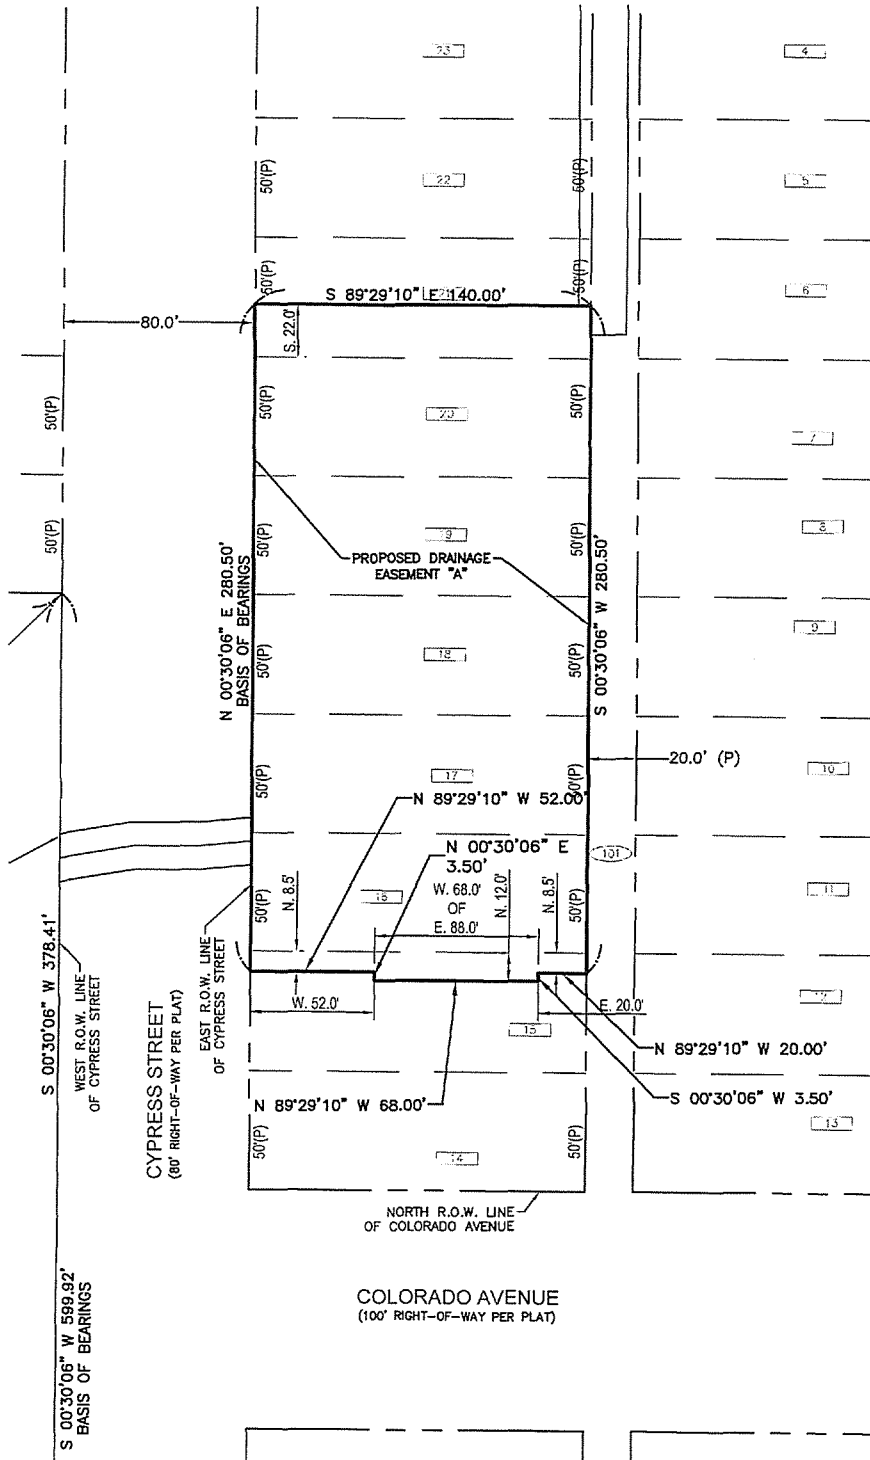 23
4
50'(P)
22
50'(P)
5
50'(P)
50'(P)
6
S 89°29'10" E 140.00'
21
80.0'
S. 22.0'
50'(P)
50'(P)
20
50'(P)
7
50'(P)
50'(P)
19
50'(P)
8
N 00°30'06" E 280.50'
BASIS OF BEARINGS
PROPOSED DRAINAGE
EASEMENT "A"
S 00°30'06" W 280.50'
50'(P)
18
50'(P)
9
50'(P)
17
50'(P)
20.0' (P)
10
N 89°29'10" W 52.00'
N 00°30'06" E
3.50'
101
50'(P)
N. 8.5'
16
W. 68.0'
OF
E. 88.0'
N. 12.0'
N. 8.5'
50'(P)
11
S 00°30'06" W 378.41'
WEST R.O.W. LINE
OF CYPRESS STREET
CYPRESS STREET
(80' RIGHT-OF-WAY PER PLAT)
EAST R.O.W. LINE
OF CYPRESS STREET
W. 52.0'
E. 20.0'
12
15
N 89°29'10" W 20.00'
N 89°29'10" W 68.00'
S 00°30'06" W 3.50'
50'(P)
14
50'(P)
13
NORTH R.O.W. LINE
OF COLORADO AVENUE
COLORADO AVENUE
(100' RIGHT-OF-WAY PER PLAT)
S 00°30'06" W 599.92'
BASIS OF BEARINGS